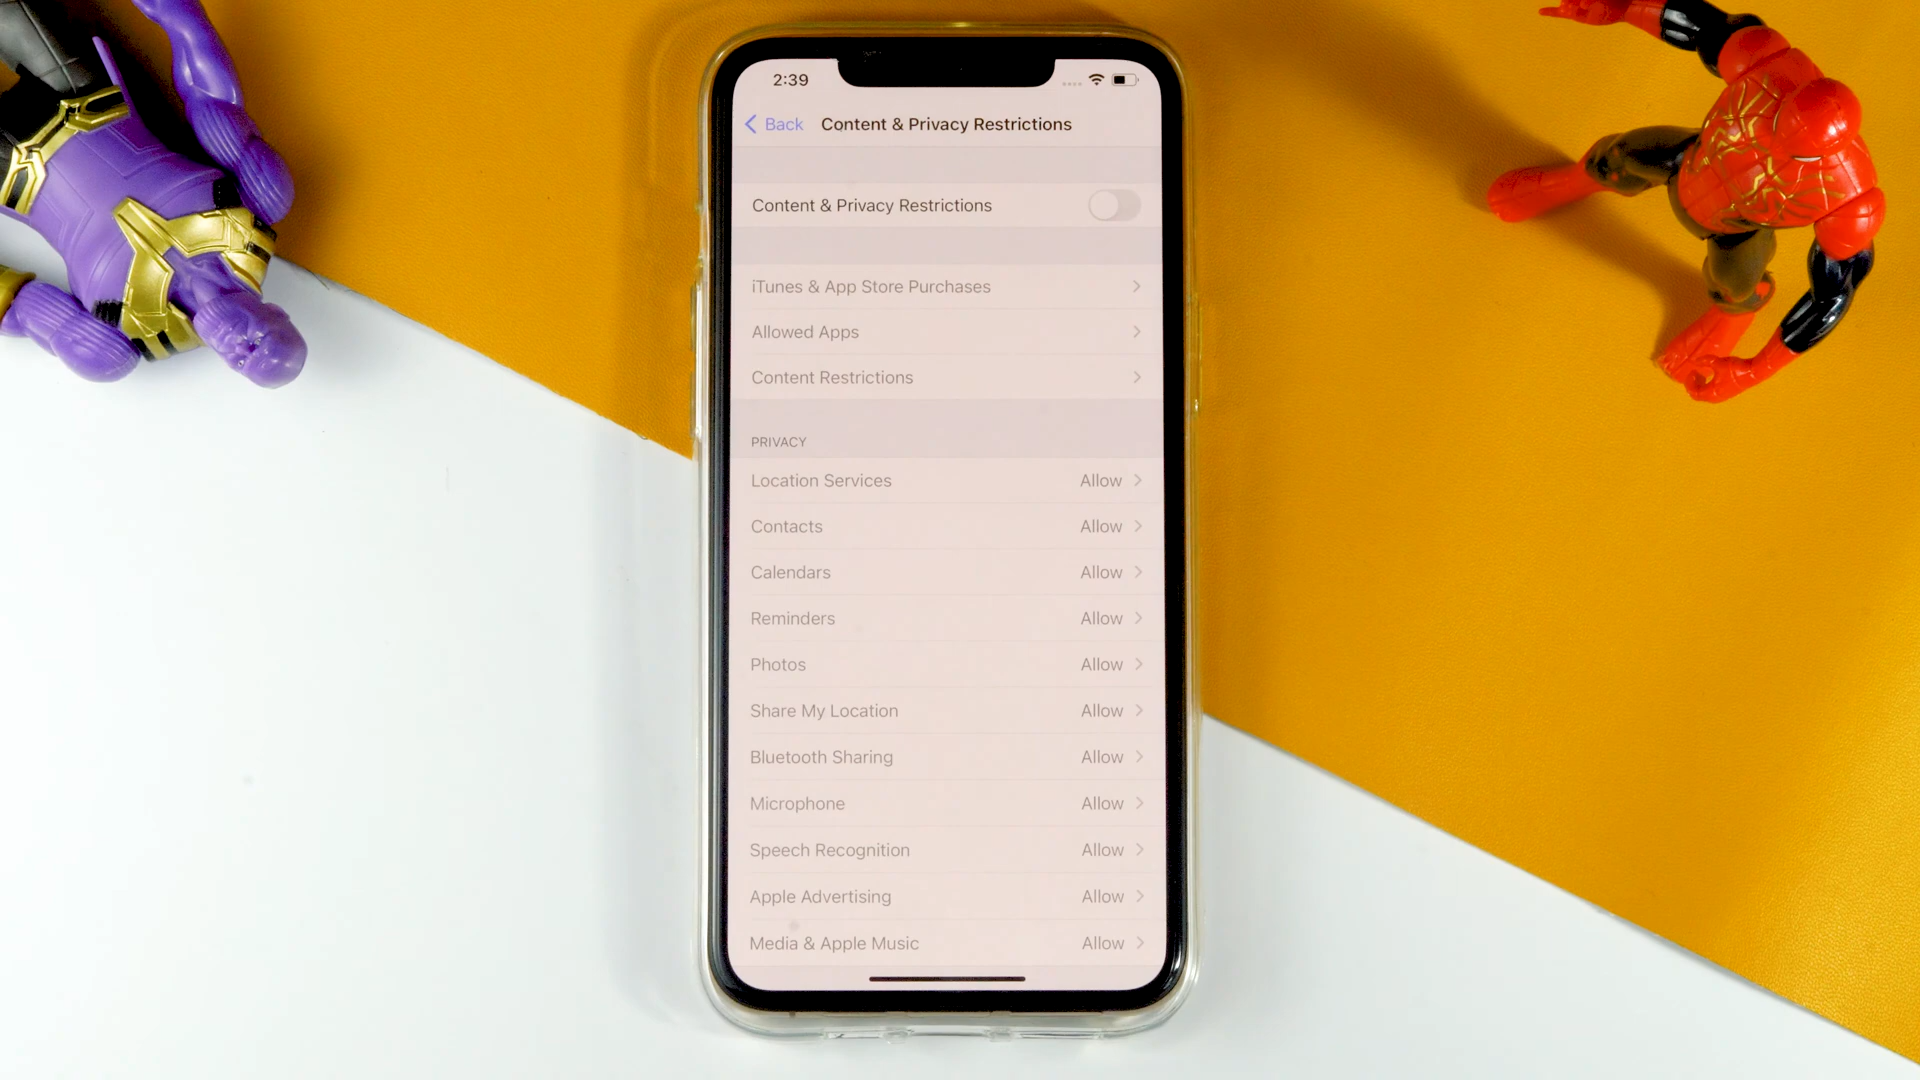 2:39
Back Content & Privacy Restrictions
Content & Privacy Restrictions
iTunes & App Store Purchases
Allowed Apps
Content Restrictions
PRIVACY
Location Services Allow
Contacts Allow
Calendars Allow
Reminders Allow
Photos Allow
Share My Location Allow
Bluetooth Sharing Allow
Microphone Allow
Speech Recognition Allow
Apple Advertising Allow
Media & Apple Music Allow